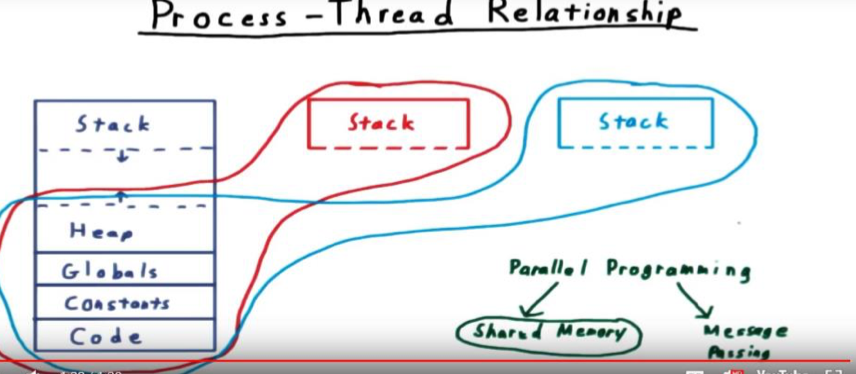 Process - Thread Relationship
Stack
Stack
Stack
Heap
Globals
Constants
Code
Parallel Programming
Shared Memory
Message
Passing